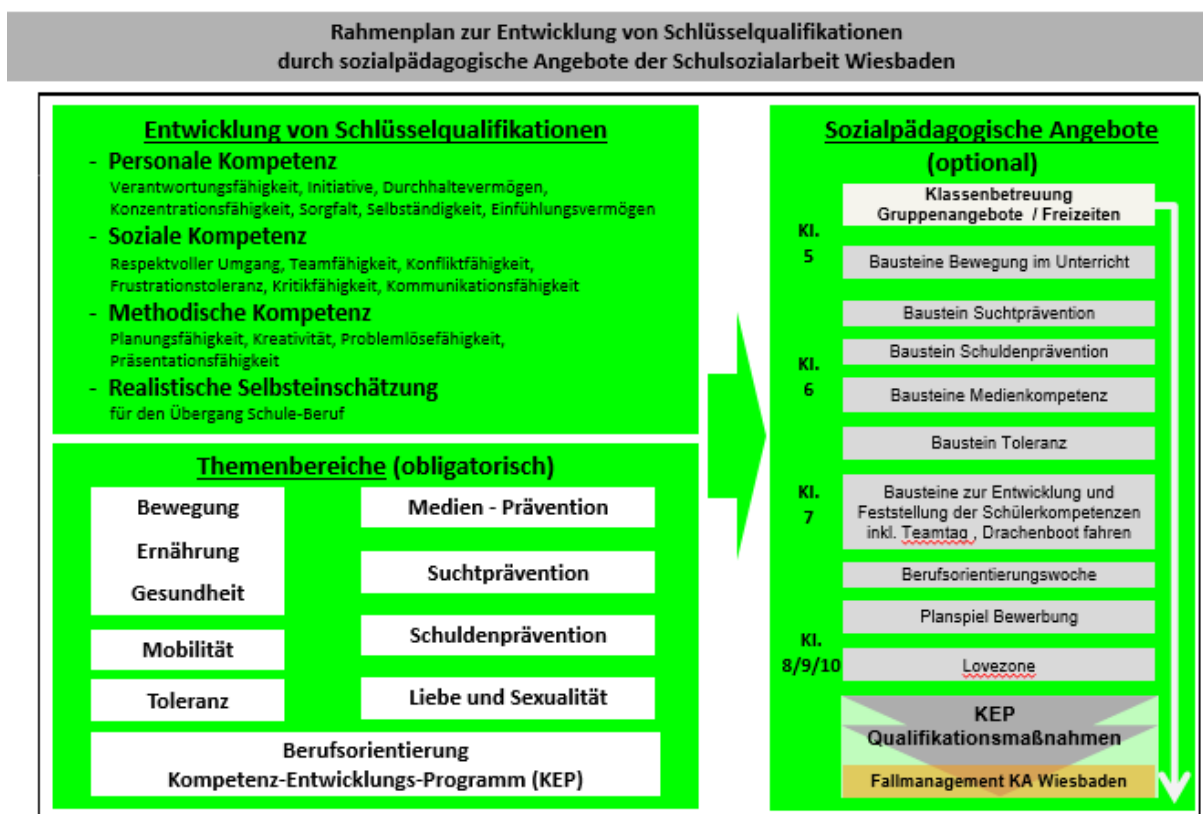 Rahmenplan zur Entwicklung von Schlüsselqualifikationen
durch sozialpädagogische Angebote der Schulsozialarbeit Wiesbaden
Entwicklung von Schlüsselqualifikationen
- Personale Kompetenz
Verantwortungsfähigkeit, Initiative, Durchhaltevermögen,
Konzentrationsfähigkeit, Sorgfalt, Selbständigkeit, Einfühlungsvermögen
- Soziale Kompetenz
Respektvoller Umgang, Teamfähigkeit, Konfliktfähigkeit,
Frustrationstoleranz, Kritikfähigkeit, Kommunikationsfähigkeit
- Methodische Kompetenz
Planungsfähigkeit, Kreativität, Problemlösefähigkeit,
Präsentationsfähigkeit
- Realistische Selbsteinschätzung
für den Übergang Schule-Beruf
Themenbereiche (obligatorisch)
Bewegung
Ernährung
Gesundheit
Mobilität
Toleranz
Medien - Prävention
Suchtprävention
Schuldenprävention
Liebe und Sexualität
Berufsorientierung
Kompetenz-Entwicklungs-Programm (KEP)
Sozialpädagogische Angebote
(optional)
Klassenbetreuung
Gruppenangebote / Freizeiten
Kl.
5
Bausteine Bewegung im Unterricht
Baustein Suchtprävention
Baustein Schuldenprävention
Kl.
6
Bausteine Medienkompetenz
Baustein Toleranz
Kl.
7
Bausteine zur Entwicklung und
Feststellung der Schülerkompetenzen
inkl. Teamtag , Drachenboot fahren
Berufsorientierungswoche
Planspiel Bewerbung
Kl.
8/9/10
Lovezone
KEP
Qualifikationsmaßnahmen
Fallmanagement KA Wiesbaden